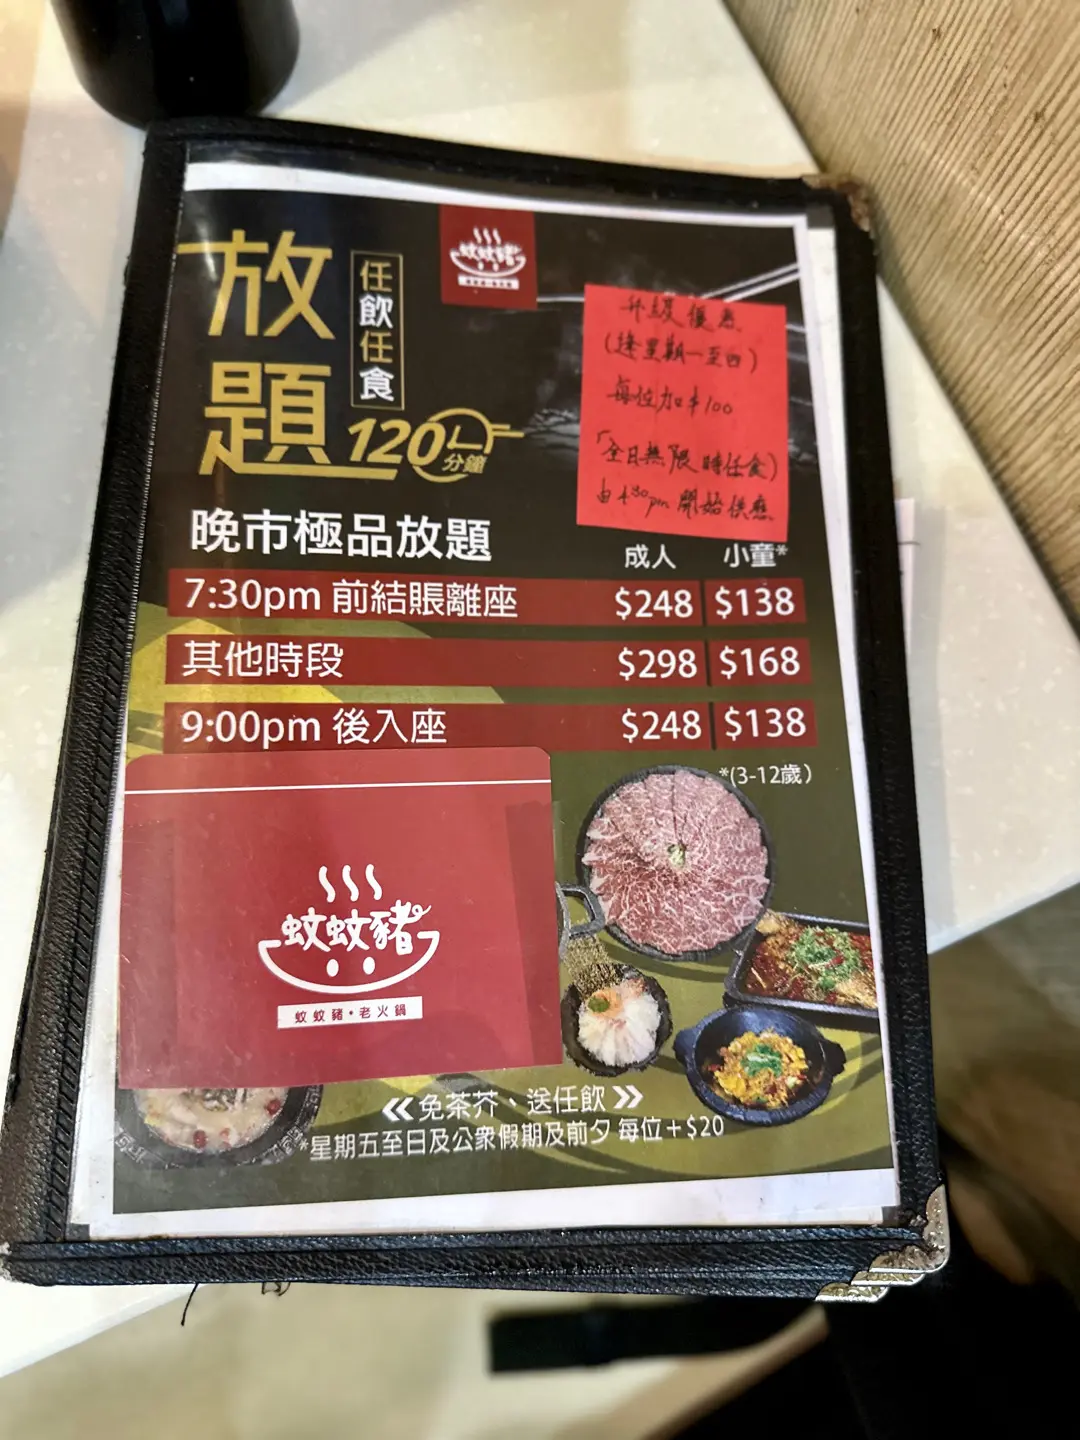 蚊蚊豬
放題
任飲任食
120分鐘
升級優惠
(逢星期一至四)
每位加$100
「全日無限時任食)
由4:30pm開始供應
晚市極品放題
成人 小童*
7:30pm 前結賬離座 $248 $138
其他時段 $298 $168
9:00pm 後入座 $248 $138
*(3-12歲)
蚊蚊豬
蚊蚊豬•老火鍋
《免茶芥、送任飲》
*星期五至日及公眾假期及前夕 每位+$20